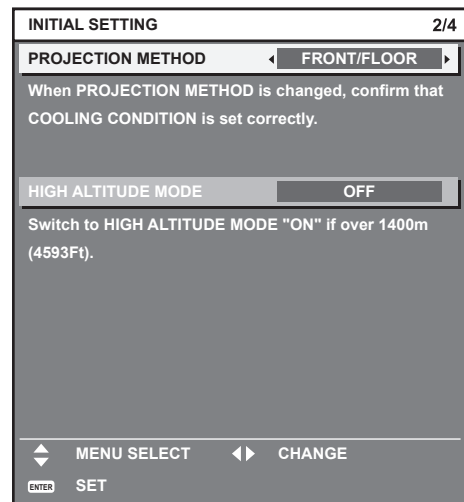 INITIAL SETTING 2/4
PROJECTION METHOD FRONT/FLOOR
When PROJECTION METHOD is changed, confirm that
COOLING CONDITION is set correctly.
HIGH ALTITUDE MODE OFF
Switch to HIGH ALTITUDE MODE "ON" if over 1400m
(4593Ft).
MENU SELECT CHANGE
ENTER SET